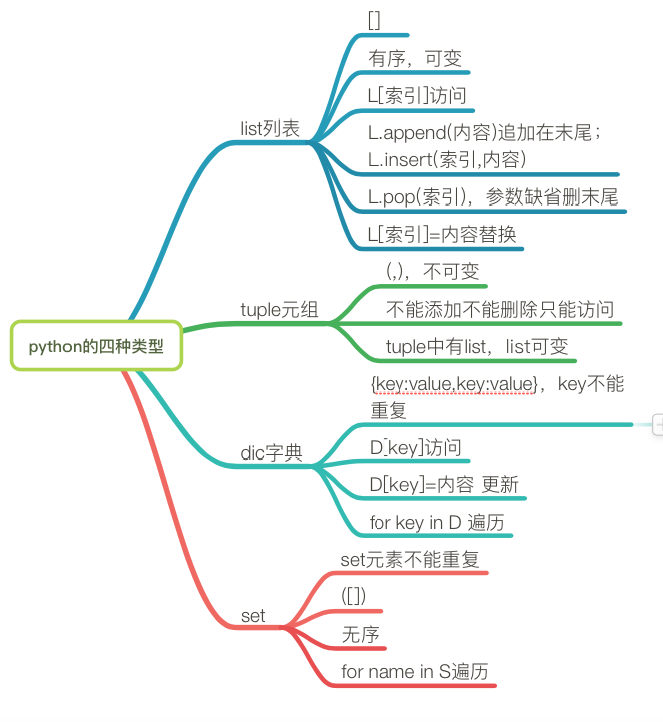 []
有序，可变
L[索引]访问
list列表
L.append(内容)追加在末尾；
L.insert(索引,内容)
L.pop(索引)，参数缺省删末尾
L[索引]=内容替换
(,)，不可变
tuple元组
不能添加不能删除只能访问
tuple中有list，list可变
python的四种类型
{key:value,key:value}，key不能
重复
dic字典
D[key]访问
D[key]=内容 更新
for key in D 遍历
set元素不能重复
([])
set
无序
for name in S遍历